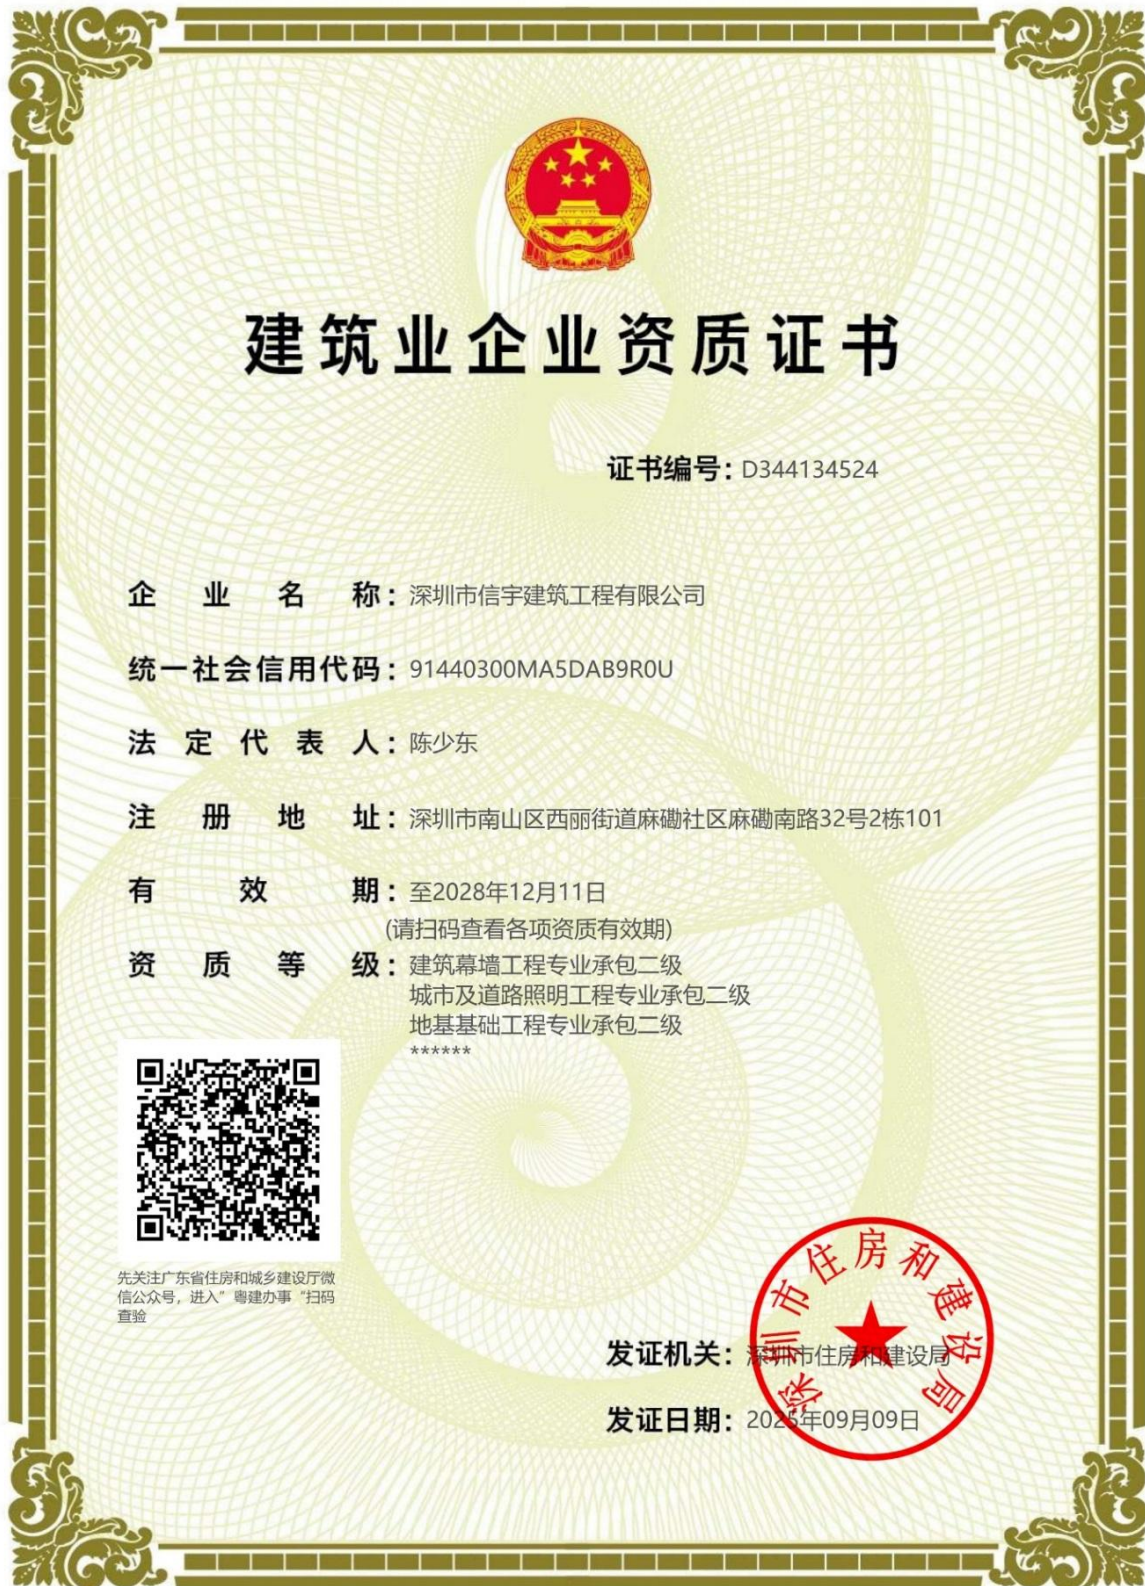 建筑业企业资质证书
证书编号：D344134524
企业名称：深圳市信宇建筑工程有限公司
统一社会信用代码：91440300MA5DAB9R0U
法定代表人：陈少东
注册地址：深圳市南山区西丽街道麻磡社区麻磡南路32号2栋101
有效期：至2028年12月11日
(请扫码查看各项资质有效期)
资质等级：建筑幕墙工程专业承包二级
城市及道路照明工程专业承包二级
地基基础工程专业承包二级
******
先关注广东省住房和城乡建设厅微
信公众号，进入”粤建办事“扫码
查验
深圳市住房和建设局
发证机关：深圳市住房和建设局
发证日期：2025年09月09日